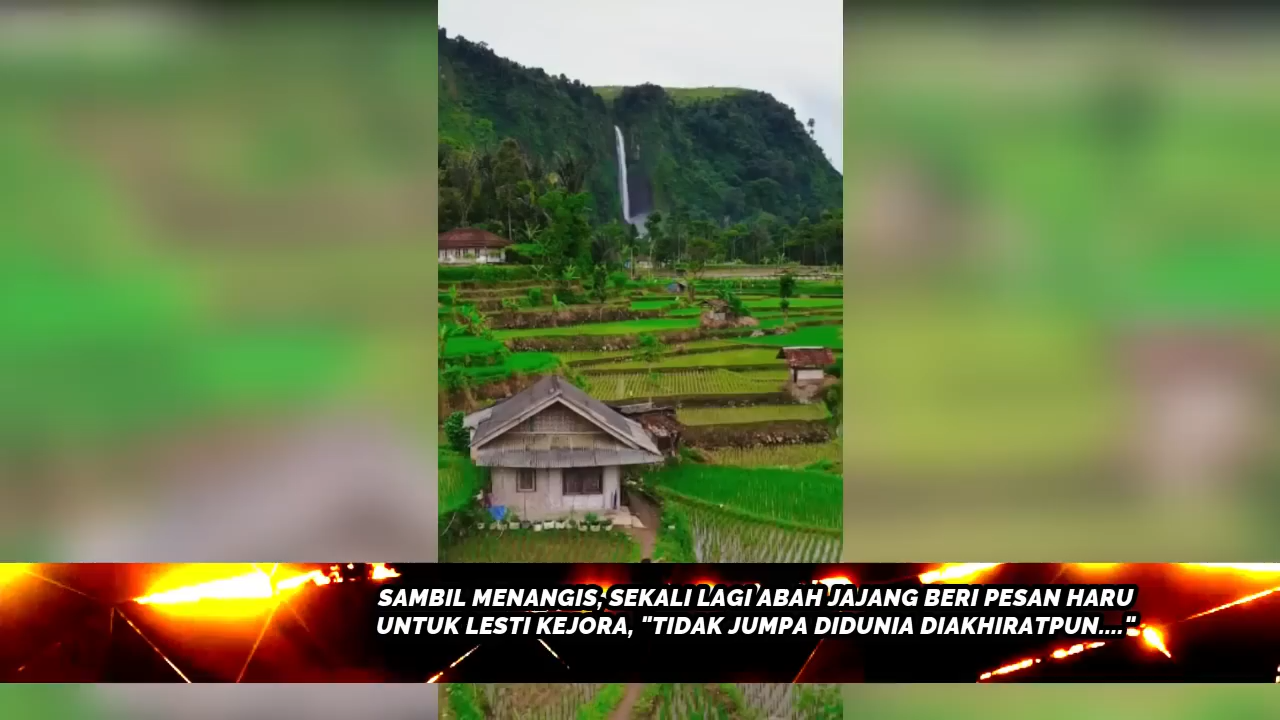 SAMBIL MENANGIS, SEKALI LAGI ABAH JAJANG BERI PESAN HARU
UNTUK LESTI KEJORA, "TIDAK JUMPA DIDUNIA DIAKHIRATPUN...."